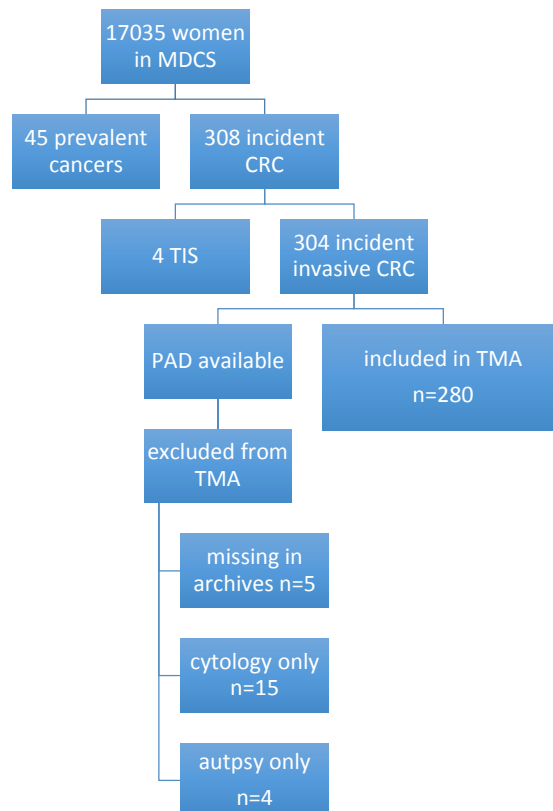 17035 women
in MDCS
45 prevalent
cancers
308 incident
CRC
4 TIS
304 incident
invasive CRC
PAD available
included in TMA
n=280
excluded from
TMA
missing in
archives n=5
cytology only
n=15
autpsy only
n=4